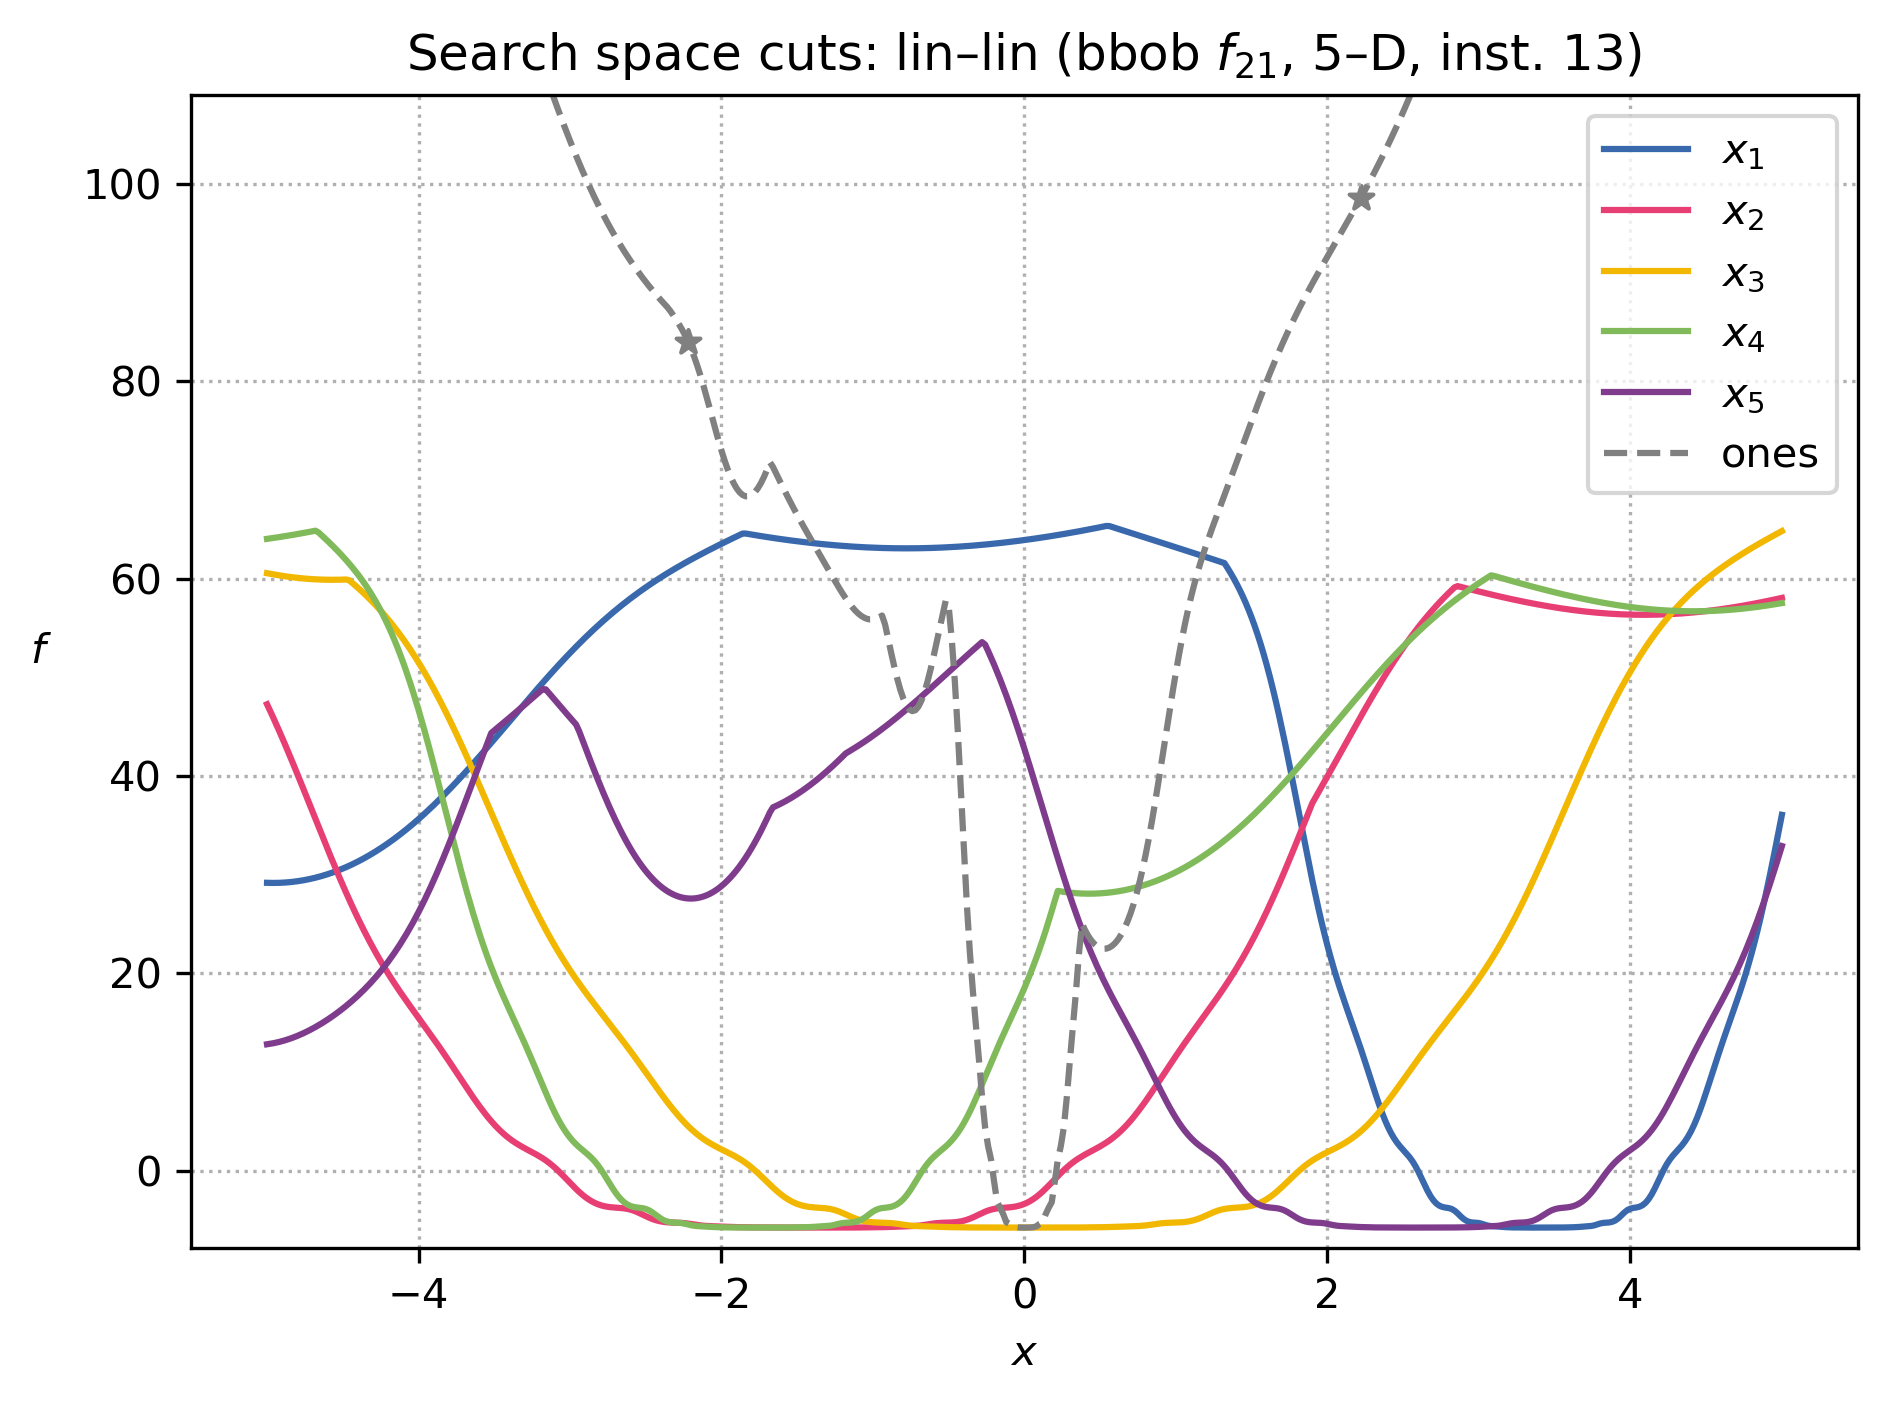 Search space cuts: lin–lin (bbob f₂₁, 5–D, inst. 13)
100
80
60
40
20
0
f
−4
−2
0
2
4
x
x₁
x₂
x₃
x₄
x₅
ones